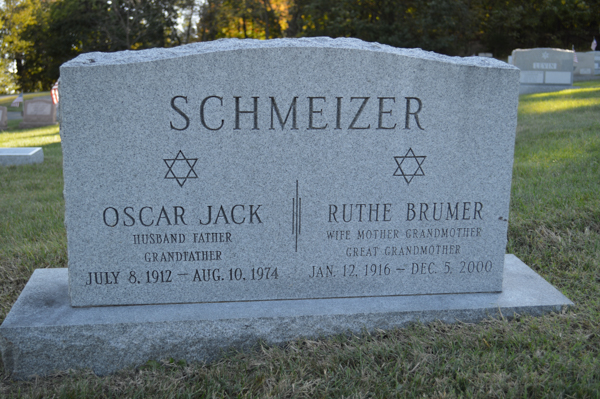 SCHMEIZER
OSCAR JACK
HUSBAND FATHER
GRANDFATHER
JULY 8, 1912 – AUG. 10, 1974
RUTHE BRUMER
WIFE MOTHER GRANDMOTHER
GREAT GRANDMOTHER
JAN. 12, 1916 – DEC. 5, 2000